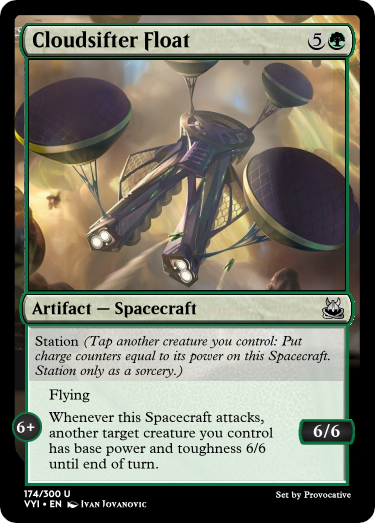 Cloudsifter Float 5
Artifact — Spacecraft
Station (Tap another creature you control: Put
charge counters equal to its power on this Spacecraft.
Station only as a sorcery.)
Flying
6+
Whenever this Spacecraft attacks,
another target creature you control
has base power and toughness 6/6
until end of turn.
6/6
174/300 U
VYI • EN Ivan Jovanovic
Set by Provocative